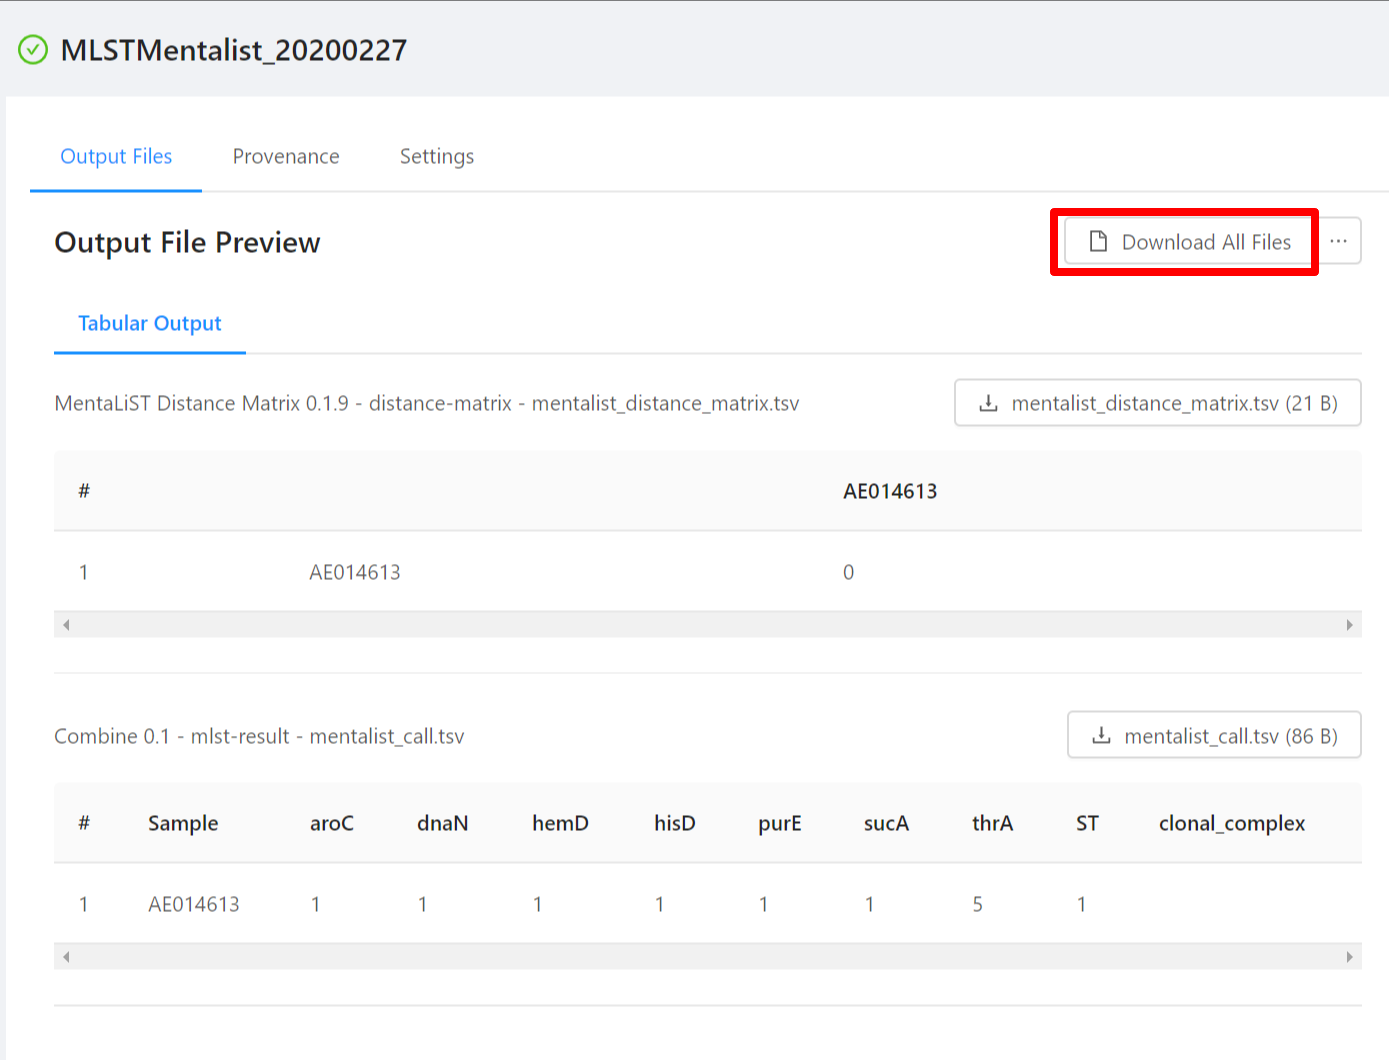 MLSTMentalist_20200227
Output Files Provenance Settings
Output File Preview
Download All Files ...
Tabular Output
MentaLiST Distance Matrix 0.1.9 - distance-matrix - mentalist_distance_matrix.tsv
mentalist_distance_matrix.tsv (21 B)
# AE014613
1 AE014613 0
Combine 0.1 - mlst-result - mentalist_call.tsv
mentalist_call.tsv (86 B)
# Sample aroC dnaN hemD hisD purE sucA thrA ST clonal_complex
1 AE014613 1 1 1 1 1 1 5 1